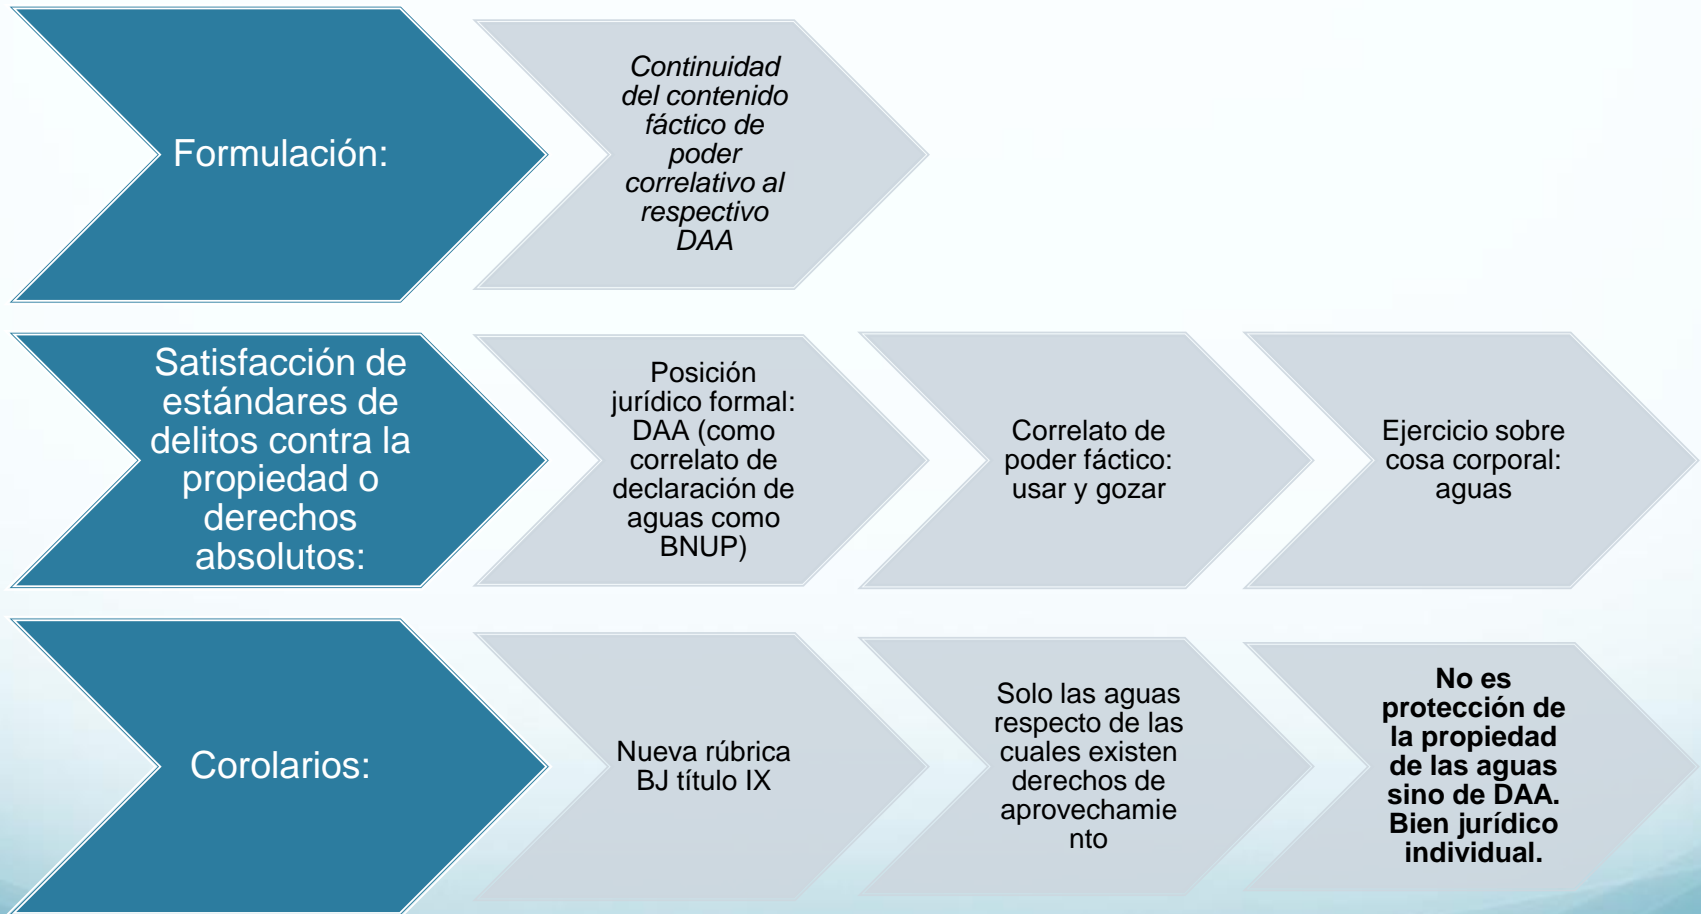 Formulación:
Continuidad
del contenido
fáctico de
poder
correlativo al
respectivo
DAA
Satisfacción de
estándares de
delitos contra la
propiedad o
derechos
absolutos:
Posición
jurídico formal:
DAA (como
correlato de
declaración de
aguas como
BNUP)
Correlato de
poder fáctico:
usar y gozar
Ejercicio sobre
cosa corporal:
aguas
Corolarios:
Nueva rúbrica
BJ título IX
Solo las aguas
respecto de las
cuales existen
derechos de
aprovechamie
nto
No es
protección de
la propiedad
de las aguas
sino de DAA.
Bien jurídico
individual.